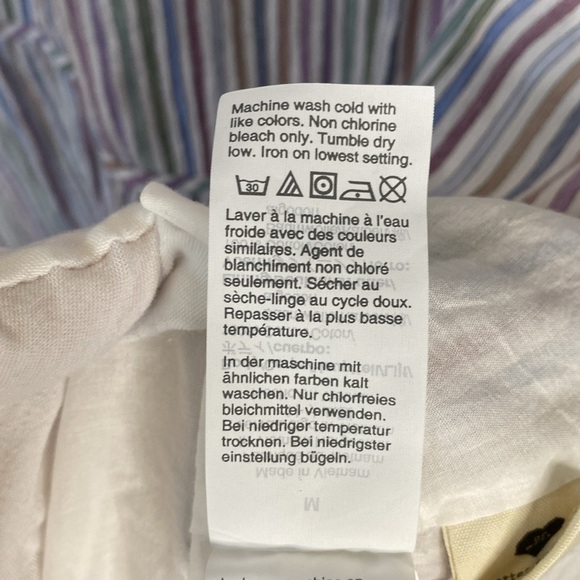 Machine wash cold with
like colors. Non chlorine
bleach only. Tumble dry
low. Iron on lowest setting.
30
Laver à la machine à l'eau
froide avec des couleurs
similaires. Agent de
blanchiment non chloré
seulement. Sécher au
sèche-linge au cycle doux.
Repasser à la plus basse
température.
In der maschine mit
ähnlichen farben kalt
waschen. Nur chlorfreies
bleichmittel verwenden.
Bei niedriger temperatur
trocknen. Bei niedrigster
einstellung bügeln.
Made in Vietnam
M